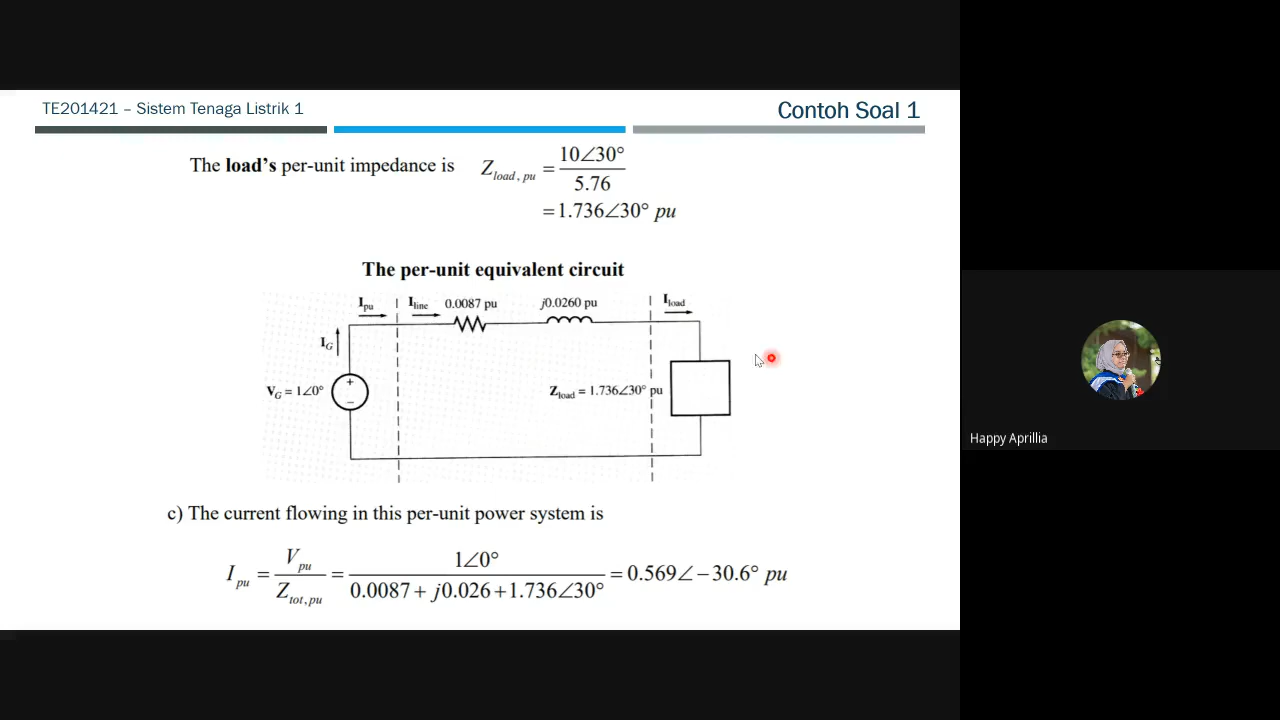 TE201421 – Sistem Tenaga Listrik 1
Contoh Soal 1
The load's per-unit impedance is
Z_load, pu = 10∠30° / 5.76
= 1.736∠30° pu
The per-unit equivalent circuit
I_pu
I_line
0.0087 pu
j0.0260 pu
I_load
I_G
V_G = 1∠0°
+
–
Z_load = 1.736∠30° pu
c) The current flowing in this per-unit power system is
I_pu = V_pu / Z_tot, pu = 1∠0° / 0.0087 + j0.026 + 1.736∠30° = 0.569∠ – 30.6° pu
Happy Aprillia